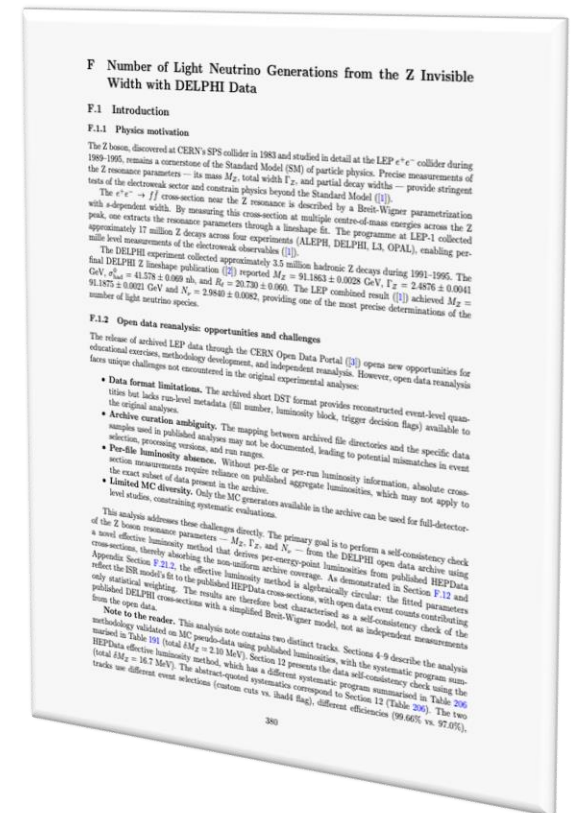 F Number of Light Neutrino Generations from the Z Invisible
Width with DELPHI Data
F.1 Introduction
F.1.1 Physics motivation
The Z boson, discovered at CERN's SPS collider in 1983 and studied in detail at the LEP e⁺e⁻ collider during
1989-1995, remains a cornerstone of the Standard Model (SM) of particle physics. Precise measurements of
the Z resonance parameters — its mass M_Z, total width Γ_Z, and partial decay widths — provide stringent
tests of the electroweak sector and constrain physics beyond the Standard Model ([1]).
The e⁺e⁻ → ff̄ cross-section near the Z resonance is described by a Breit-Wigner parametrization
with s-dependent width. By measuring this cross-section at multiple centre-of-mass energies across the Z
peak, one extracts the resonance parameters through a lineshape fit. The programme at LEP-1 collected
approximately 17 million Z decays across four experiments (ALEPH, DELPHI, L3, OPAL), enabling per-
mille level measurements of the electroweak observables ([1]).
The DELPHI experiment collected approximately 3.5 million hadronic Z decays during 1991-1995. The
final DELPHI Z lineshape publication ([2]) reported M_Z = 91.1863 ± 0.0028 GeV, Γ_Z = 2.4876 ± 0.0041
GeV, σ⁰_had = 41.578 ± 0.069 nb, and R_ℓ = 20.730 ± 0.060. The LEP combined result ([1]) achieved M_Z =
91.1875 ± 0.0021 GeV and N_ν = 2.9840 ± 0.0082, providing one of the most precise determinations of the
number of light neutrino species.
F.1.2 Open data reanalysis: opportunities and challenges
The release of archived LEP data through the CERN Open Data Portal ([3]) opens new opportunities for
educational exercises, methodology development, and independent reanalysis. However, open data reanalysis
faces unique challenges not encountered in the original experimental analyses:
• Data format limitations. The archived short DST format provides reconstructed event-level quan-
tities but lacks run-level metadata (fill number, luminosity block, trigger decision flags) available to
the original analyses.
• Archive curation ambiguity. The mapping between archived file directories and the specific data
samples used in published analyses may not be documented, leading to potential mismatches in event
selection, processing versions, and run ranges.
• Per-file luminosity absence. Without per-file or per-run luminosity information, absolute cross-
section measurements require reliance on published aggregate luminosities, which may not apply to
the exact subset of data present in the archive.
• Limited MC diversity. Only the MC generators available in the archive can be used for full-detector-
level studies, constraining systematic evaluations.
This analysis addresses these challenges directly. The primary goal is to perform a self-consistency check
of the Z boson resonance parameters — M_Z, Γ_Z, and N_ν — from the DELPHI open data archive using
a novel effective luminosity method that derives per-energy-point luminosities from published HEPData
cross-sections, thereby absorbing the non-uniform archive coverage. As demonstrated in Section F.12 and
Appendix Section F.21.2, the effective luminosity method is algebraically circular: the fitted parameters
reflect the ISR model's fit to the published HEPData cross-sections, with open data event counts contributing
only statistical weighting. The results are therefore best characterised as a self-consistency check of the
published DELPHI cross-sections with a simplified Breit-Wigner model, not as independent measurements
from the open data.
Note to the reader. This analysis note contains two distinct tracks. Sections 4–9 describe the analysis
methodology validated on MC pseudo-data using published luminosities, with the systematic program sum-
marised in Table 191 (total δM_Z = 2.10 MeV). Section 12 presents the data self-consistency check using the
HEPData effective luminosity method, which has a different systematic program summarised in Table 206
(total δM_Z = 16.7 MeV). The abstract-quoted systematics correspond to Section 12 (Table 206). The two
tracks use different event selections (custom cuts vs. ihad4 flag), different efficiencies (99.66% vs. 97.0%),
380